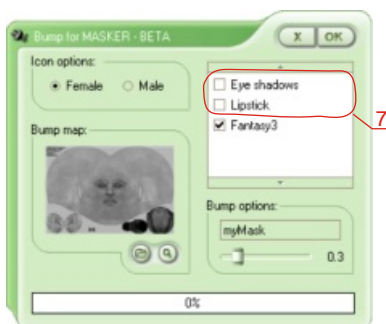 Bump for MASKER - BETA
X OK
Icon options:
Female Male
Bump map:
Eye shadows
Lipstick
Fantasy3
7
Bump options:
myMask
0.3
0%